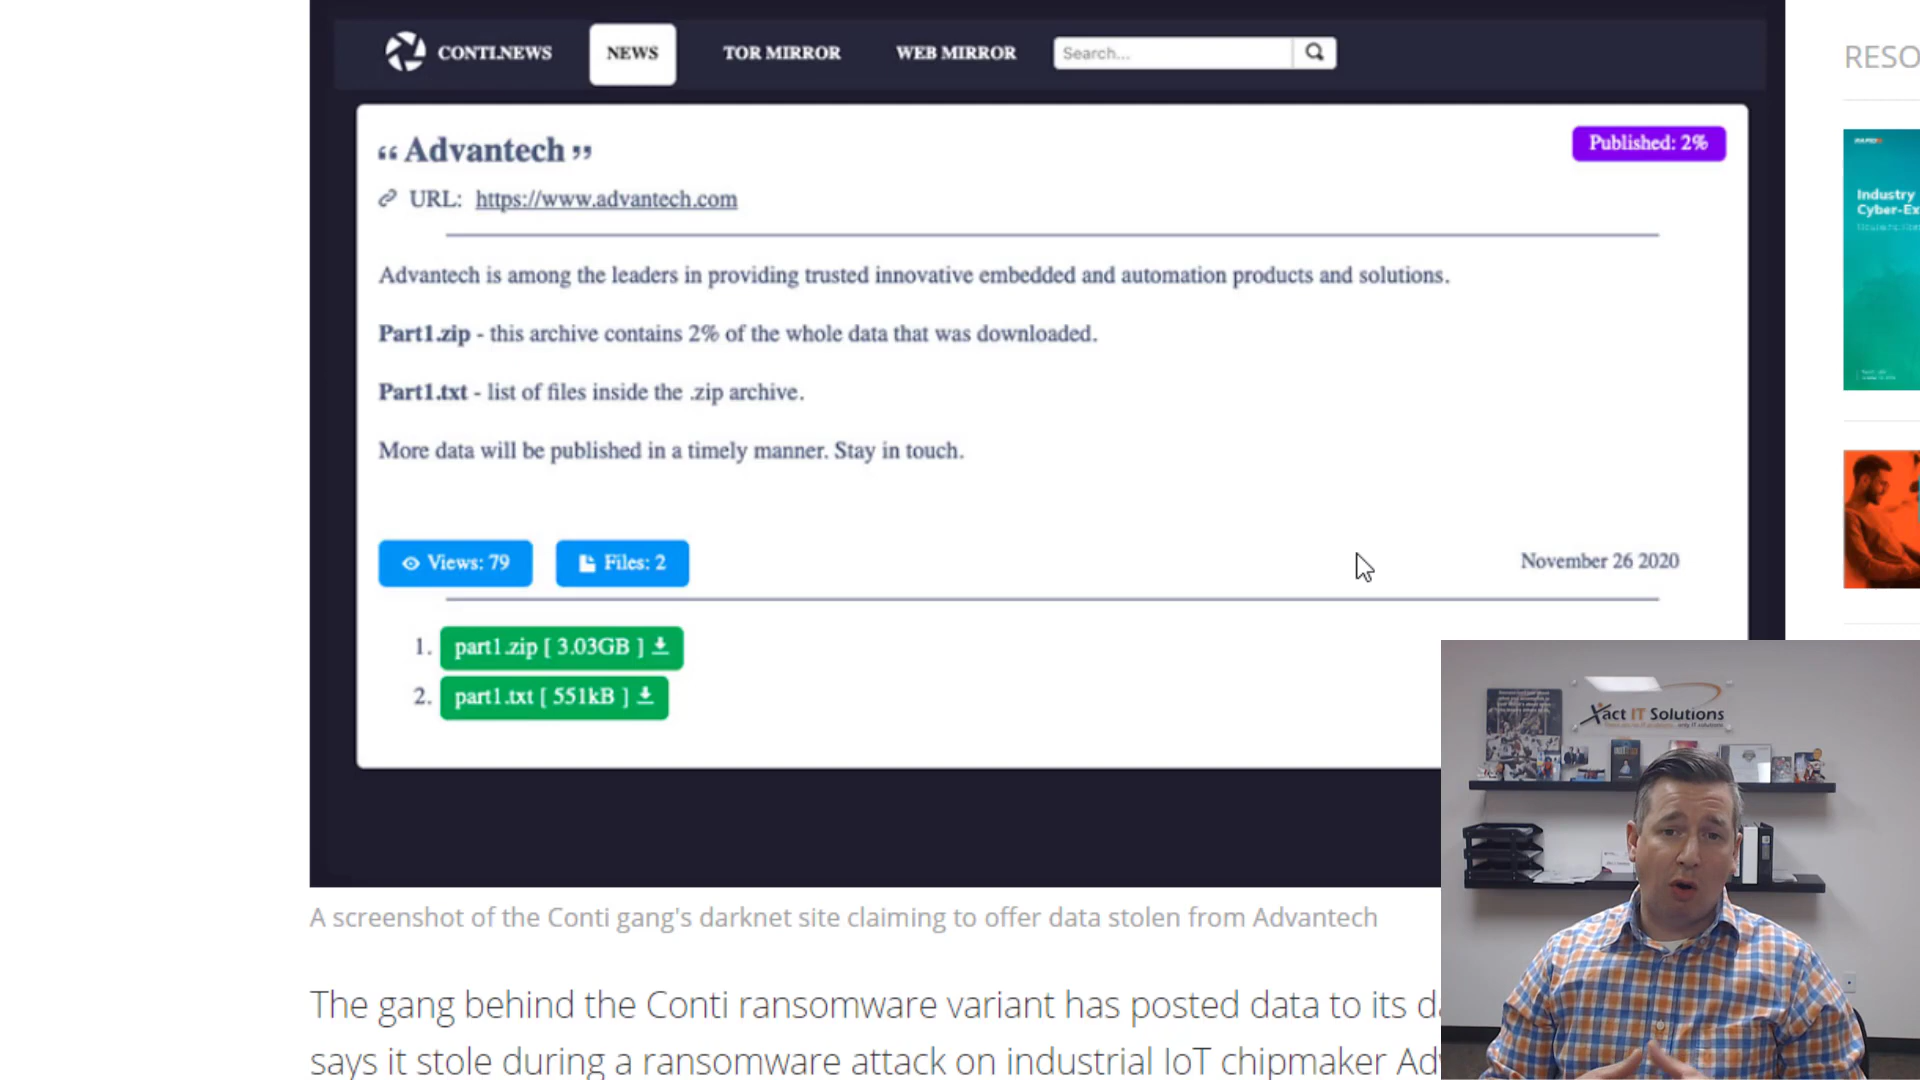 CONTI.NEWS NEWS TOR MIRROR WEB MIRROR Search...
RESO
“ Advantech ”
Published: 2%
URL: https://www.advantech.com
Advantech is among the leaders in providing trusted innovative embedded and automation products and solutions.
Part1.zip - this archive contains 2% of the whole data that was downloaded.
Part1.txt - list of files inside the .zip archive.
More data will be published in a timely manner. Stay in touch.
Views: 79 Files: 2 November 26 2020
1. part1.zip [ 3.03GB ]
2. part1.txt [ 551kB ]
Industry
Cyber-Ex
Xact IT Solutions
A screenshot of the Conti gang's darknet site claiming to offer data stolen from Advantech
The gang behind the Conti ransomware variant has posted data to its da
says it stole during a ransomware attack on industrial IoT chipmaker Adv